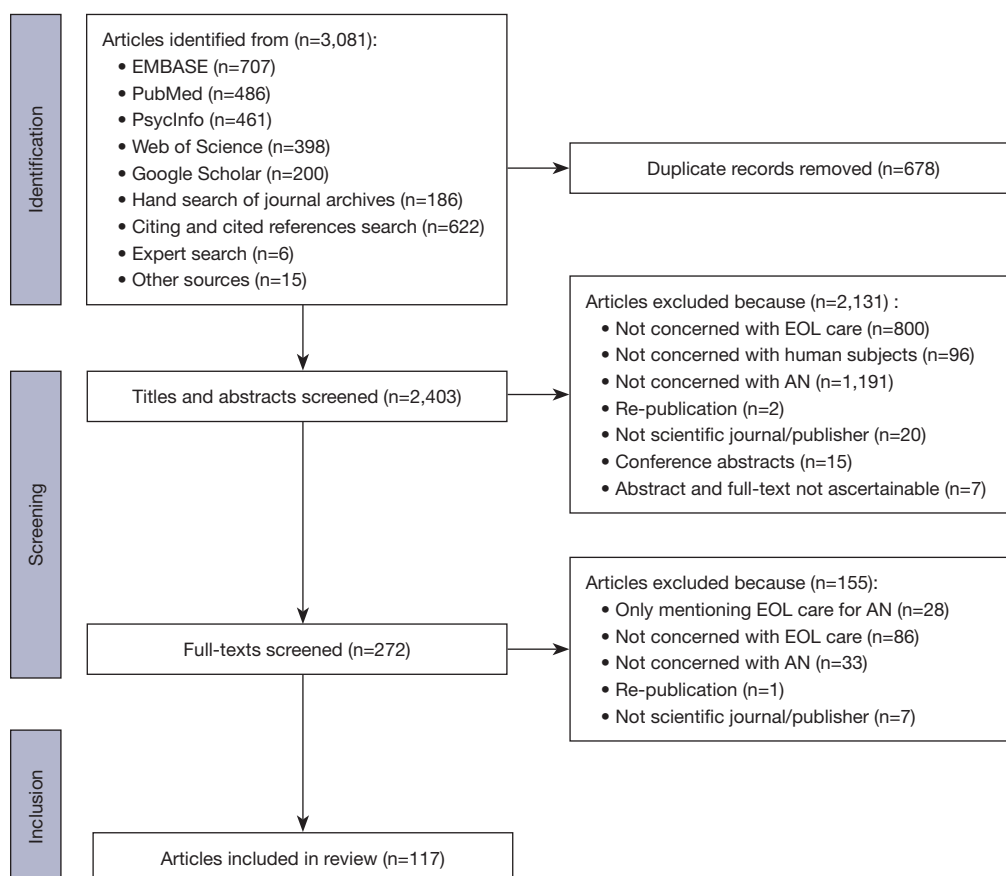 Identification
Articles identified from (n=3,081):
• EMBASE (n=707)
• PubMed (n=486)
• PsycInfo (n=461)
• Web of Science (n=398)
• Google Scholar (n=200)
• Hand search of journal archives (n=186)
• Citing and cited references search (n=622)
• Expert search (n=6)
• Other sources (n=15)
Duplicate records removed (n=678)
Screening
Titles and abstracts screened (n=2,403)
Articles excluded because (n=2,131) :
• Not concerned with EOL care (n=800)
• Not concerned with human subjects (n=96)
• Not concerned with AN (n=1,191)
• Re-publication (n=2)
• Not scientific journal/publisher (n=20)
• Conference abstracts (n=15)
• Abstract and full-text not ascertainable (n=7)
Full-texts screened (n=272)
Articles excluded because (n=155):
• Only mentioning EOL care for AN (n=28)
• Not concerned with EOL care (n=86)
• Not concerned with AN (n=33)
• Re-publication (n=1)
• Not scientific journal/publisher (n=7)
Inclusion
Articles included in review (n=117)